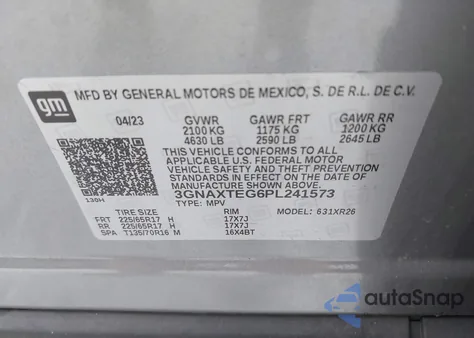 gm
MFD BY GENERAL MOTORS DE MEXICO, S. DE R.L. DE C.V.
04/23 GVWR GAWR FRT GAWR RR
2100 KG 1175 KG 1200 KG
4630 LB 2590 LB 2645 LB
THIS VEHICLE CONFORMS TO ALL
APPLICABLE U.S. FEDERAL MOTOR
VEHICLE SAFETY AND THEFT PREVENTION
STANDARDS IN EFFECT ON THE DATE OF
MANUFACTURE SHOWN ABOVE.
3GNAXTEG6PL241573
TYPE: MPV MODEL: 631XR26
TIRE SIZE RIM
FRT 225/65R17 H 17X7J
RR 225/65R17 H 17X7J
SPA T135/70R16 M 16X4BT
autoSnap